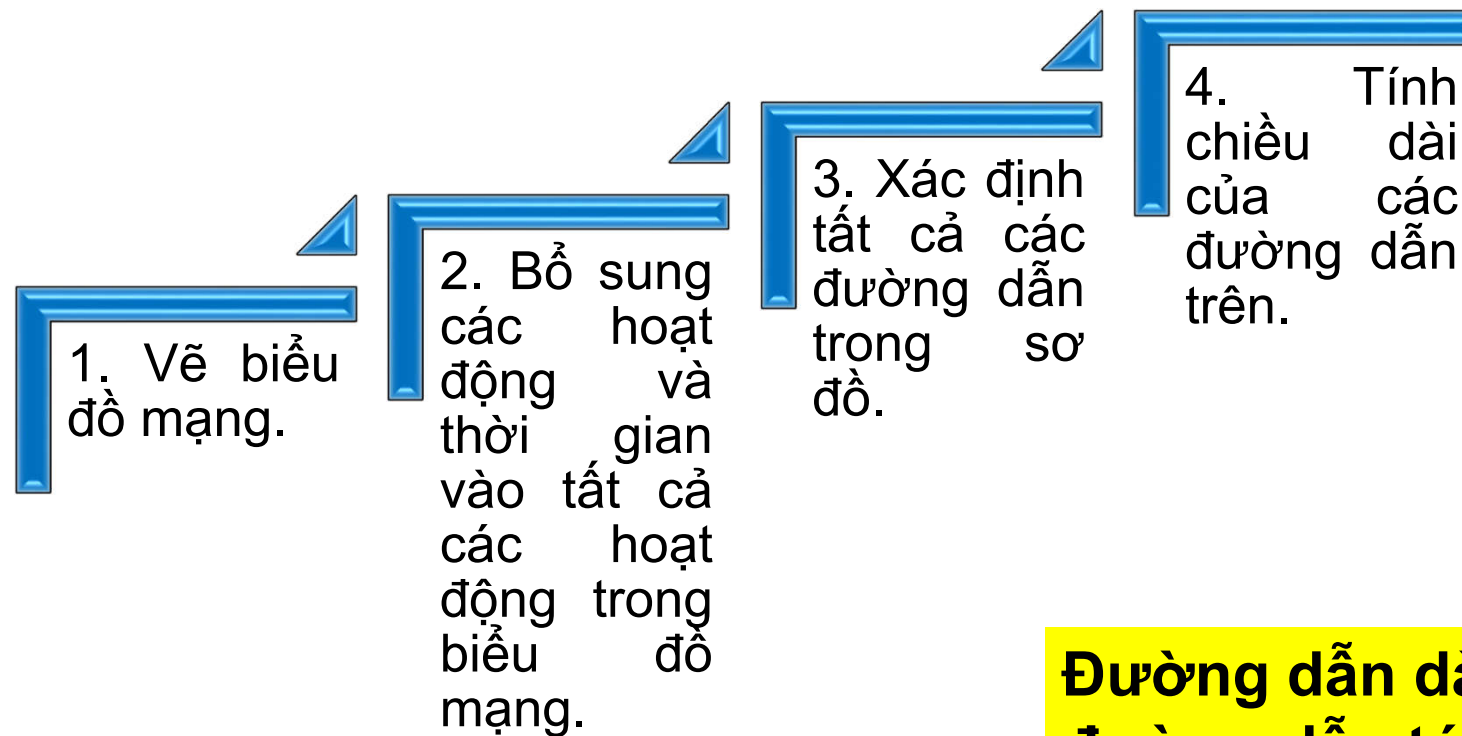 1. Vẽ biểu
đồ mạng.
2. Bổ sung
các hoạt
động và
thời gian
vào tất cả
các hoạt
động trong
biểu đồ
mạng.
3. Xác định
tất cả các
đường dẫn
trong sơ
đồ.
4. Tính
chiều dài
của các
đường dẫn
trên.
Đường dẫn
đường dẫn